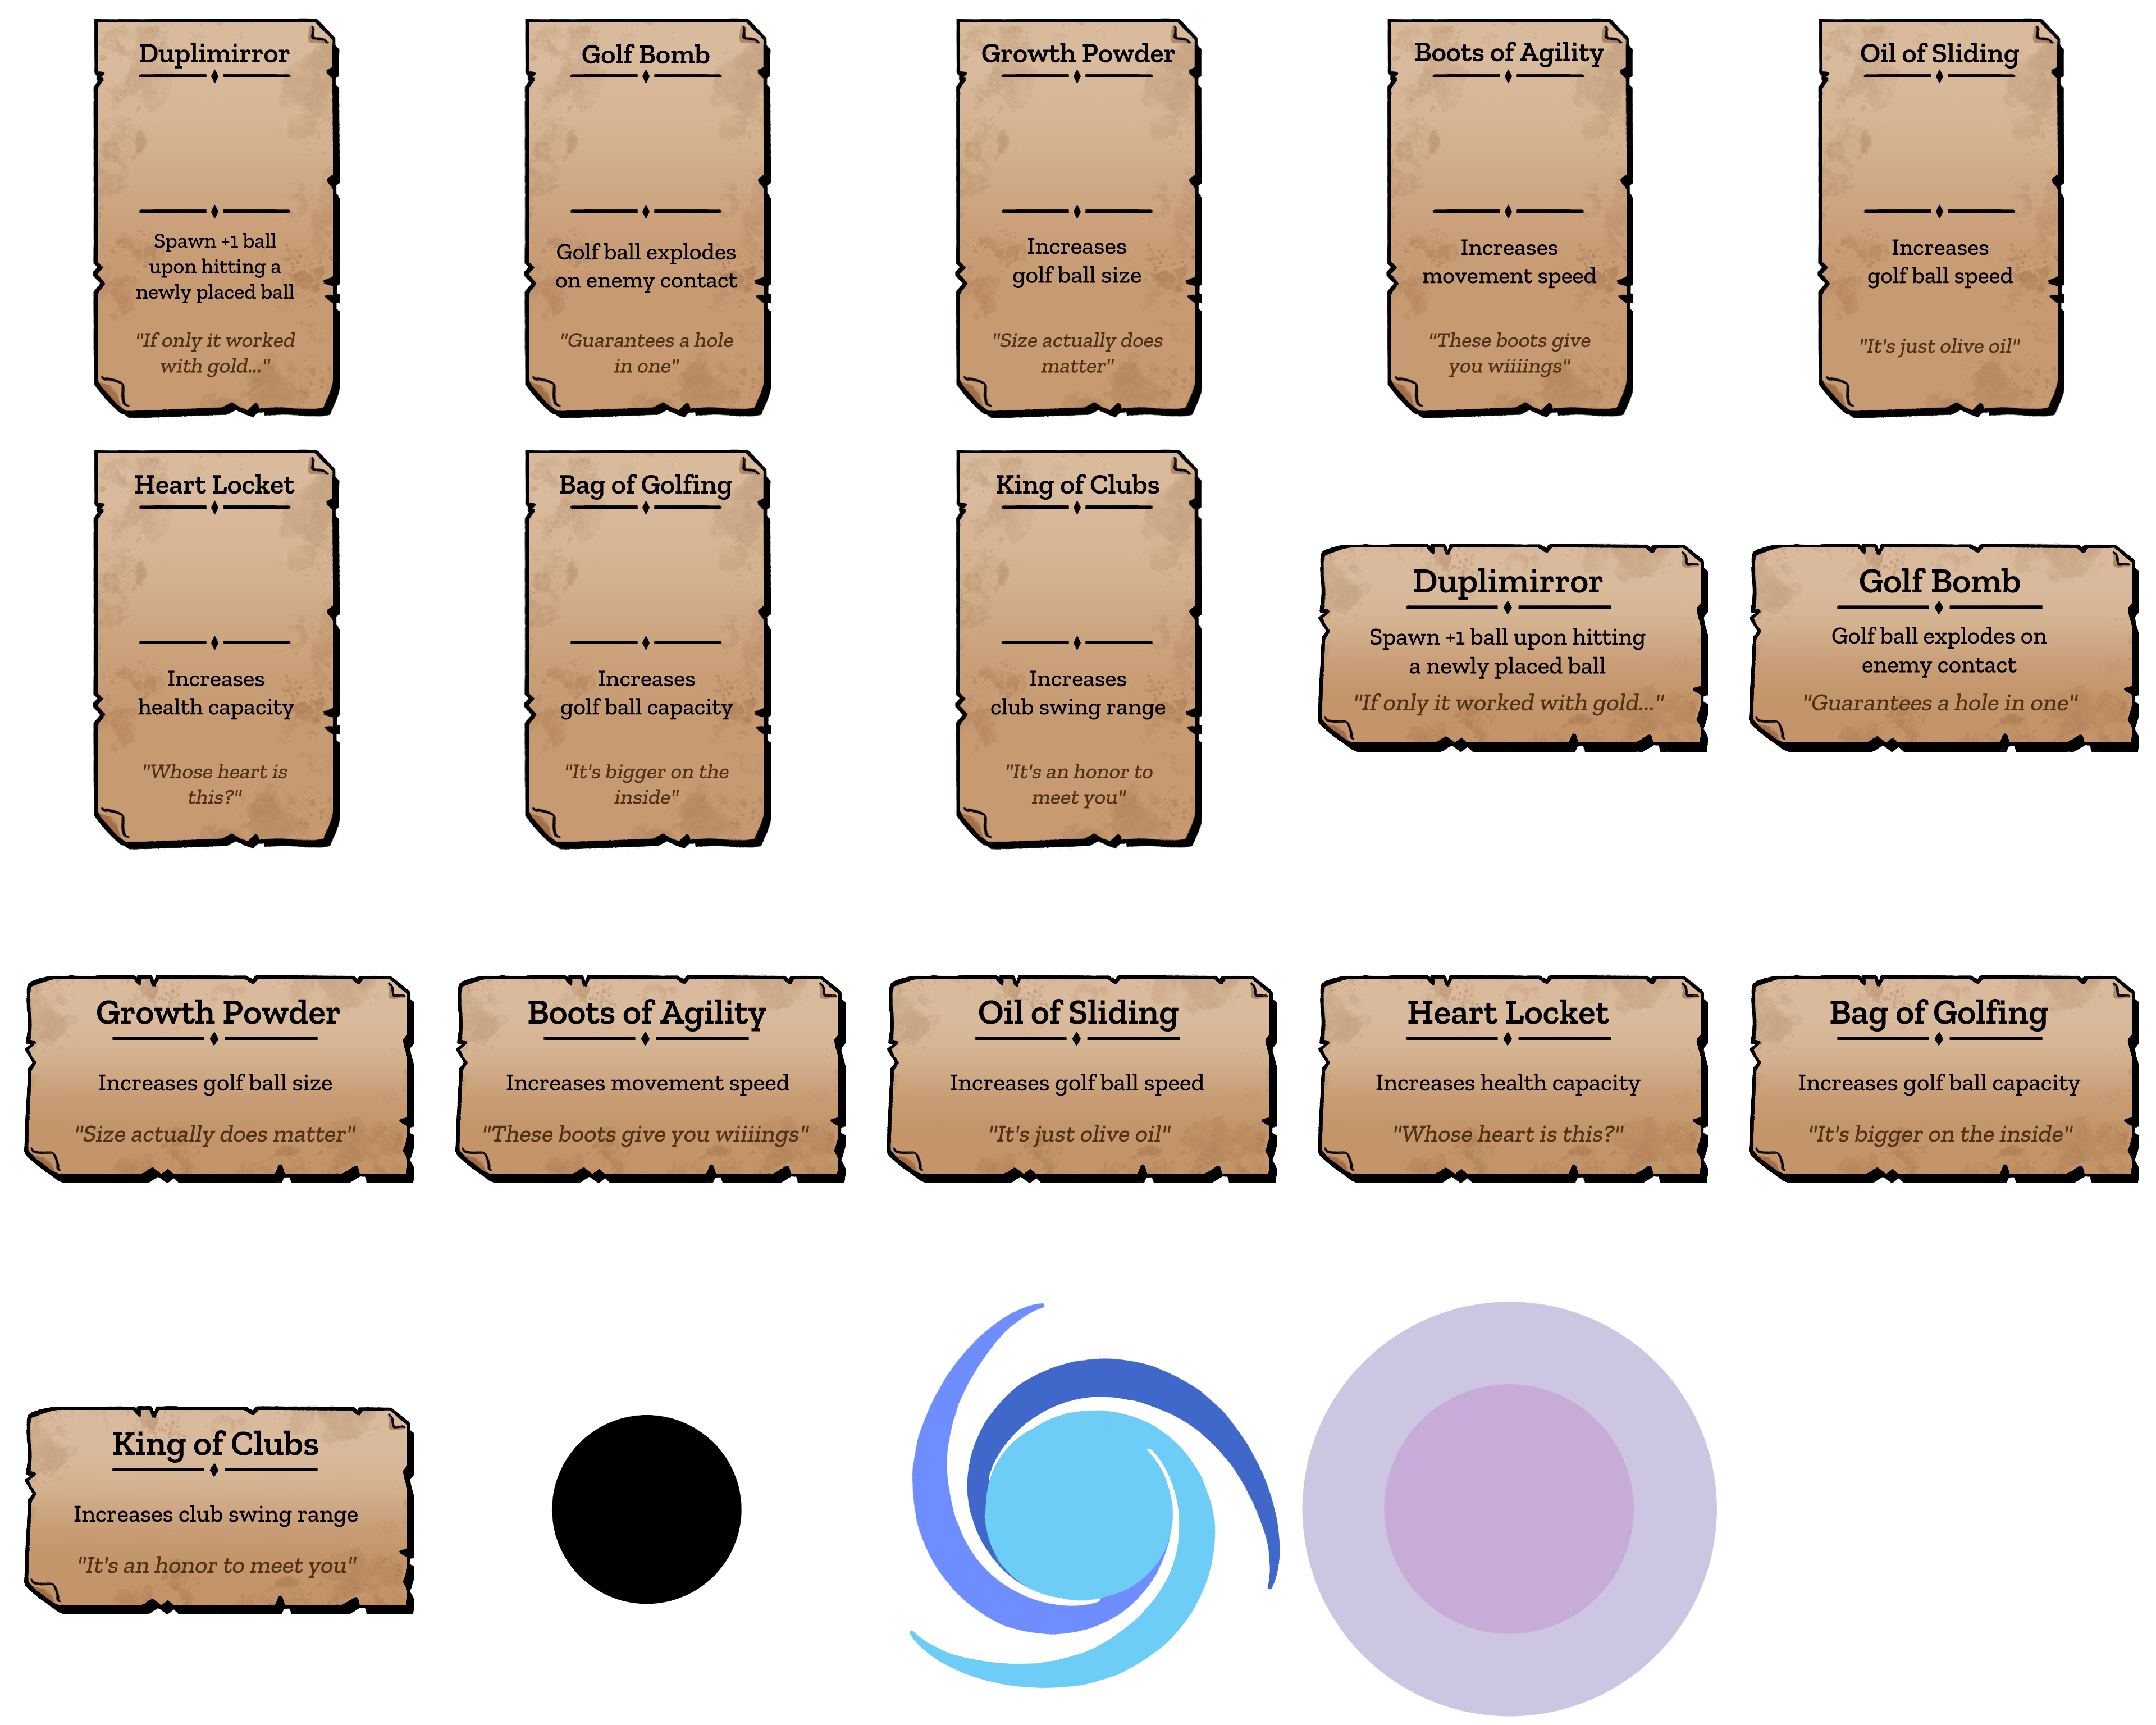 Duplimirror
Spawn +1 ball
upon hitting a
newly placed ball
"If only it worked
with gold..."
Golf Bomb
Golf ball explodes
on enemy contact
"Guarantees a hole
in one"
Growth Powder
Increases
golf ball size
"Size actually does
matter"
Boots of Agility
Increases
movement speed
"These boots give
you wiiiings"
Oil of Sliding
Increases
golf ball speed
"It's just olive oil"
Heart Locket
Increases
health capacity
"Whose heart is
this?"
Bag of Golfing
Increases
golf ball capacity
"It's bigger on the
inside"
King of Clubs
Increases
club swing range
"It's an honor to
meet you"
Duplimirror
Spawn +1 ball upon hitting
a newly placed ball
"If only it worked with gold..."
Golf Bomb
Golf ball explodes on
enemy contact
"Guarantees a hole in one"
Growth Powder
Increases golf ball size
"Size actually does matter"
Boots of Agility
Increases movement speed
"These boots give you wiiiings"
Oil of Sliding
Increases golf ball speed
"It's just olive oil"
Heart Locket
Increases health capacity
"Whose heart is this?"
Bag of Golfing
Increases golf ball capacity
"It's bigger on the inside"
King of Clubs
Increases club swing range
"It's an honor to meet you"